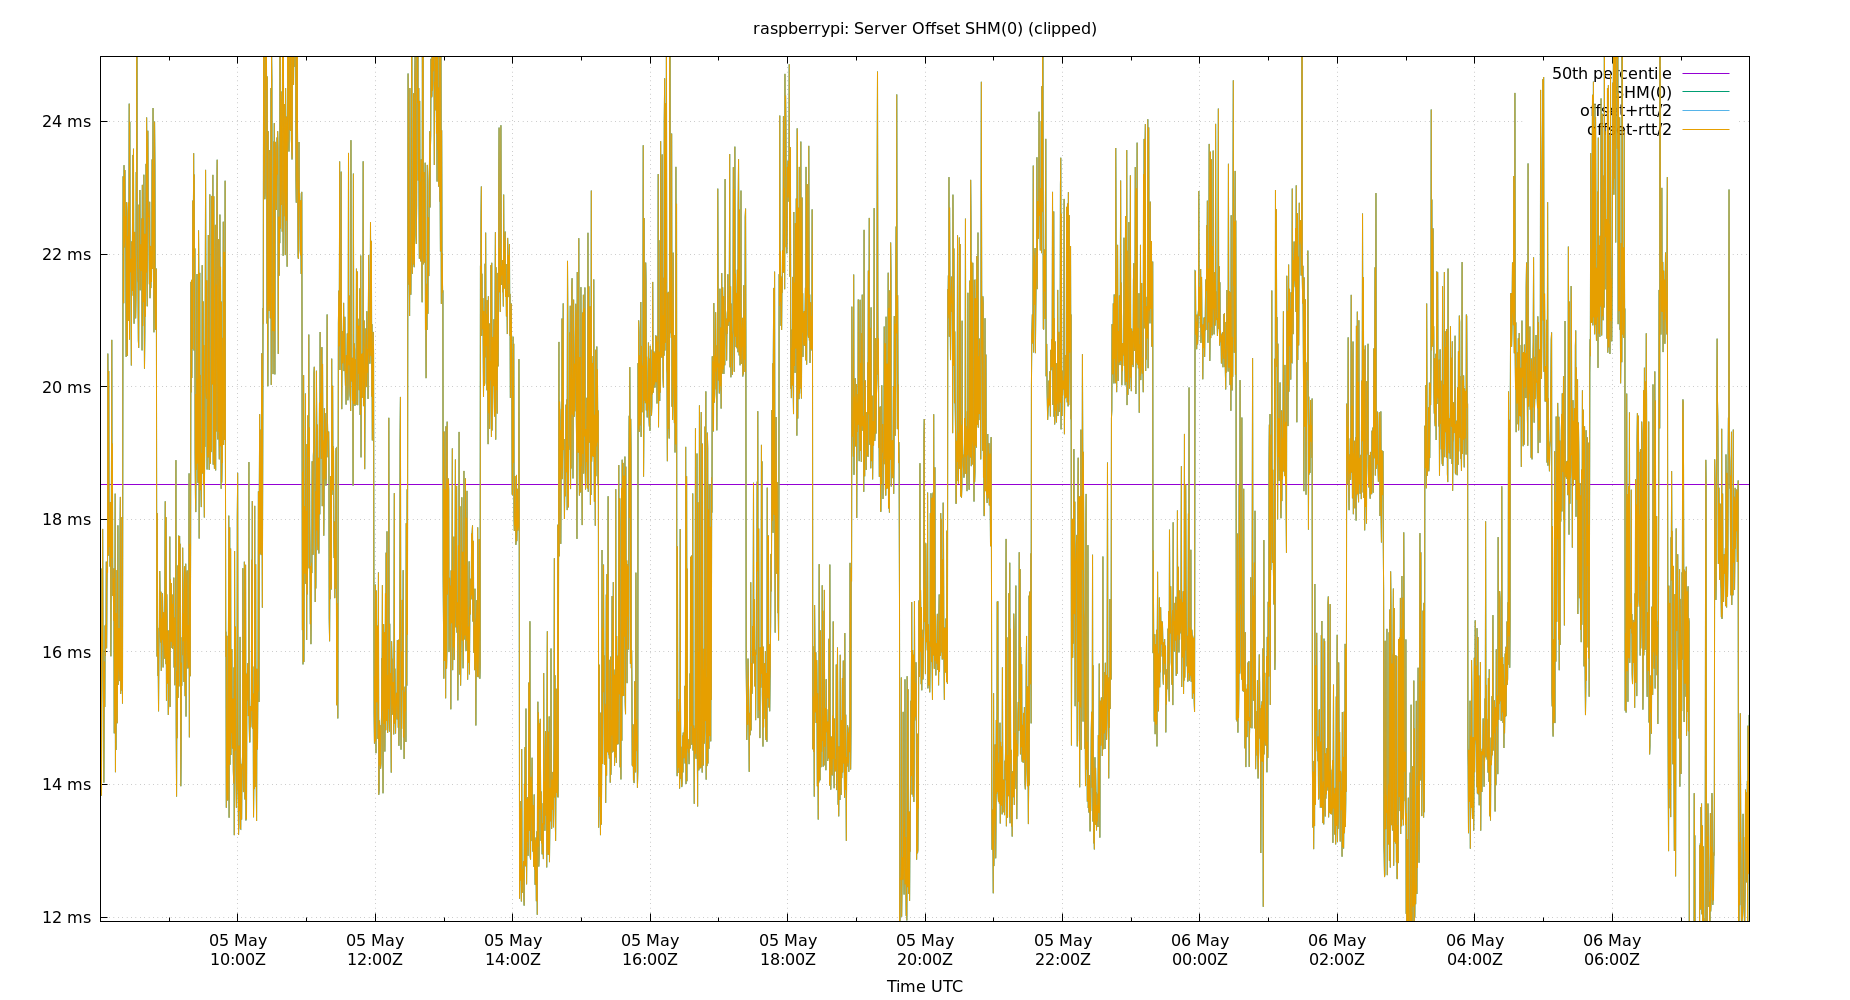 raspberrypi: Server Offset SHM(0) (clipped)
50th percentile
SHM(0)
offset+rtt/2
offset-rtt/2
24 ms
22 ms
20 ms
18 ms
16 ms
14 ms
12 ms
05 May 05 May 05 May 05 May 05 May 05 May 05 May 06 May 06 May 06 May 06 May
10:00Z 12:00Z 14:00Z 16:00Z 18:00Z 20:00Z 22:00Z 00:00Z 02:00Z 04:00Z 06:00Z
Time UTC